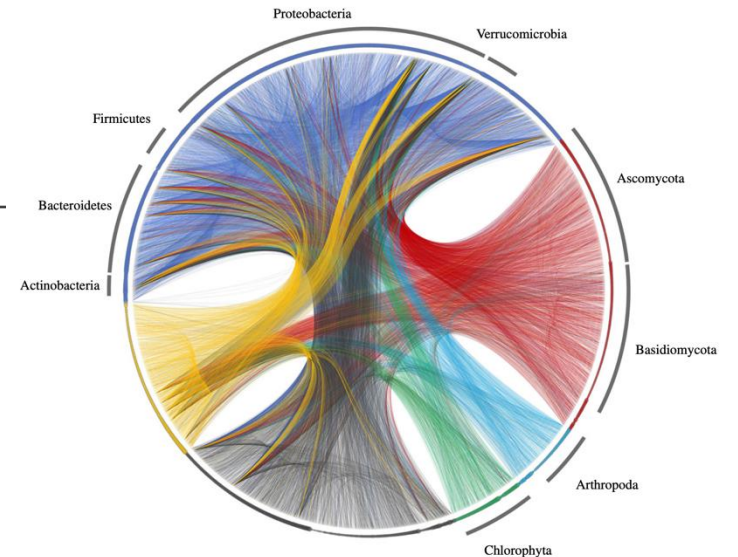 Proteobacteria
Verrucomicrobia
Firmicutes
Ascomycota
Bacteroidetes
Actinobacteria
Basidiomycota
Arthropoda
Chlorophyta